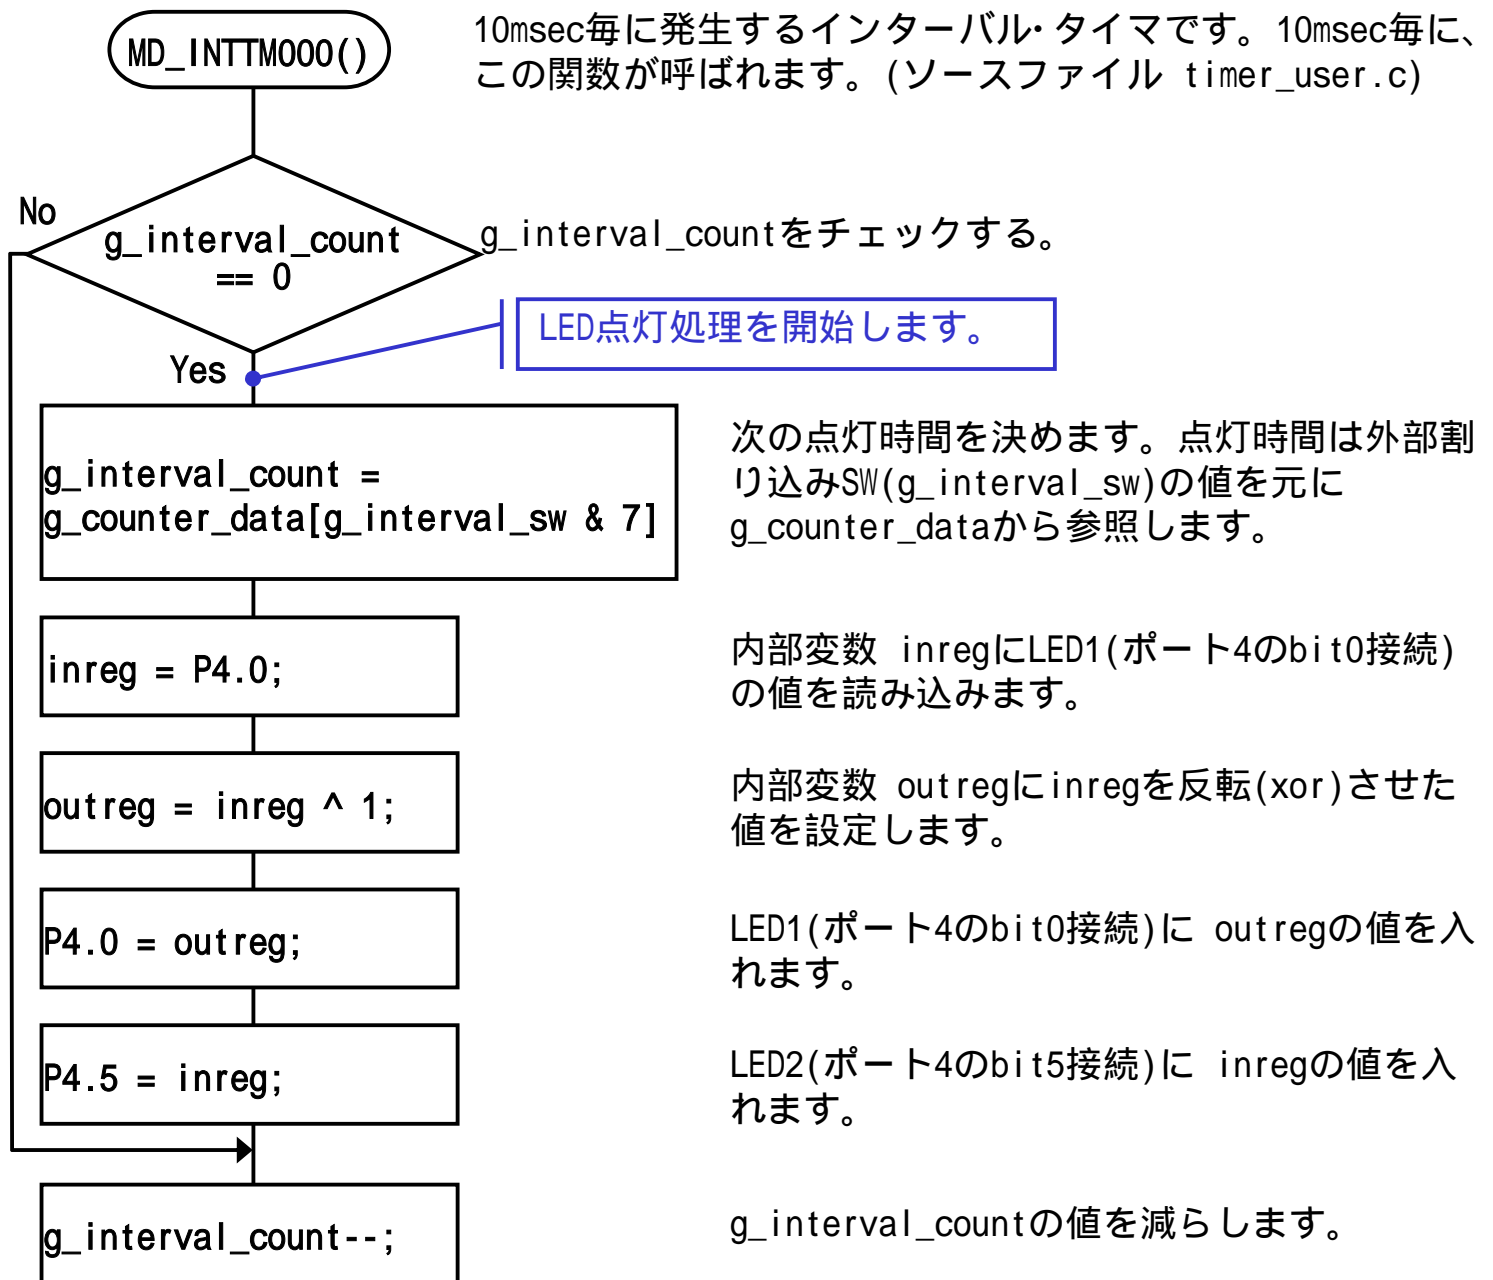 MD_INTTM000()
10msec毎に発生するインターバル・タイマです。10msec毎に、
この関数が呼ばれます。(ソースファイル timer_user.c)
No
g_interval_count
== 0
g_interval_countをチェックする。
LED点灯処理を開始します。
Yes
g_interval_count =
g_counter_data[g_interval_sw & 7]
次の点灯時間を決めます。点灯時間は外部割
り込みSW(g_interval_sw)の値を元に
g_counter_dataから参照します。
inreg = P4.0;
内部変数 inregにLED1(ポート4のbit0接続)
の値を読み込みます。
outreg = inreg ^ 1;
内部変数 outregにinregを反転(xor)させた
値を設定します。
P4.0 = outreg;
LED1(ポート4のbit0接続)に outregの値を入
れます。
P4.5 = inreg;
LED2(ポート4のbit5接続)に inregの値を入
れます。
g_interval_count--;
g_interval_countの値を減らします。